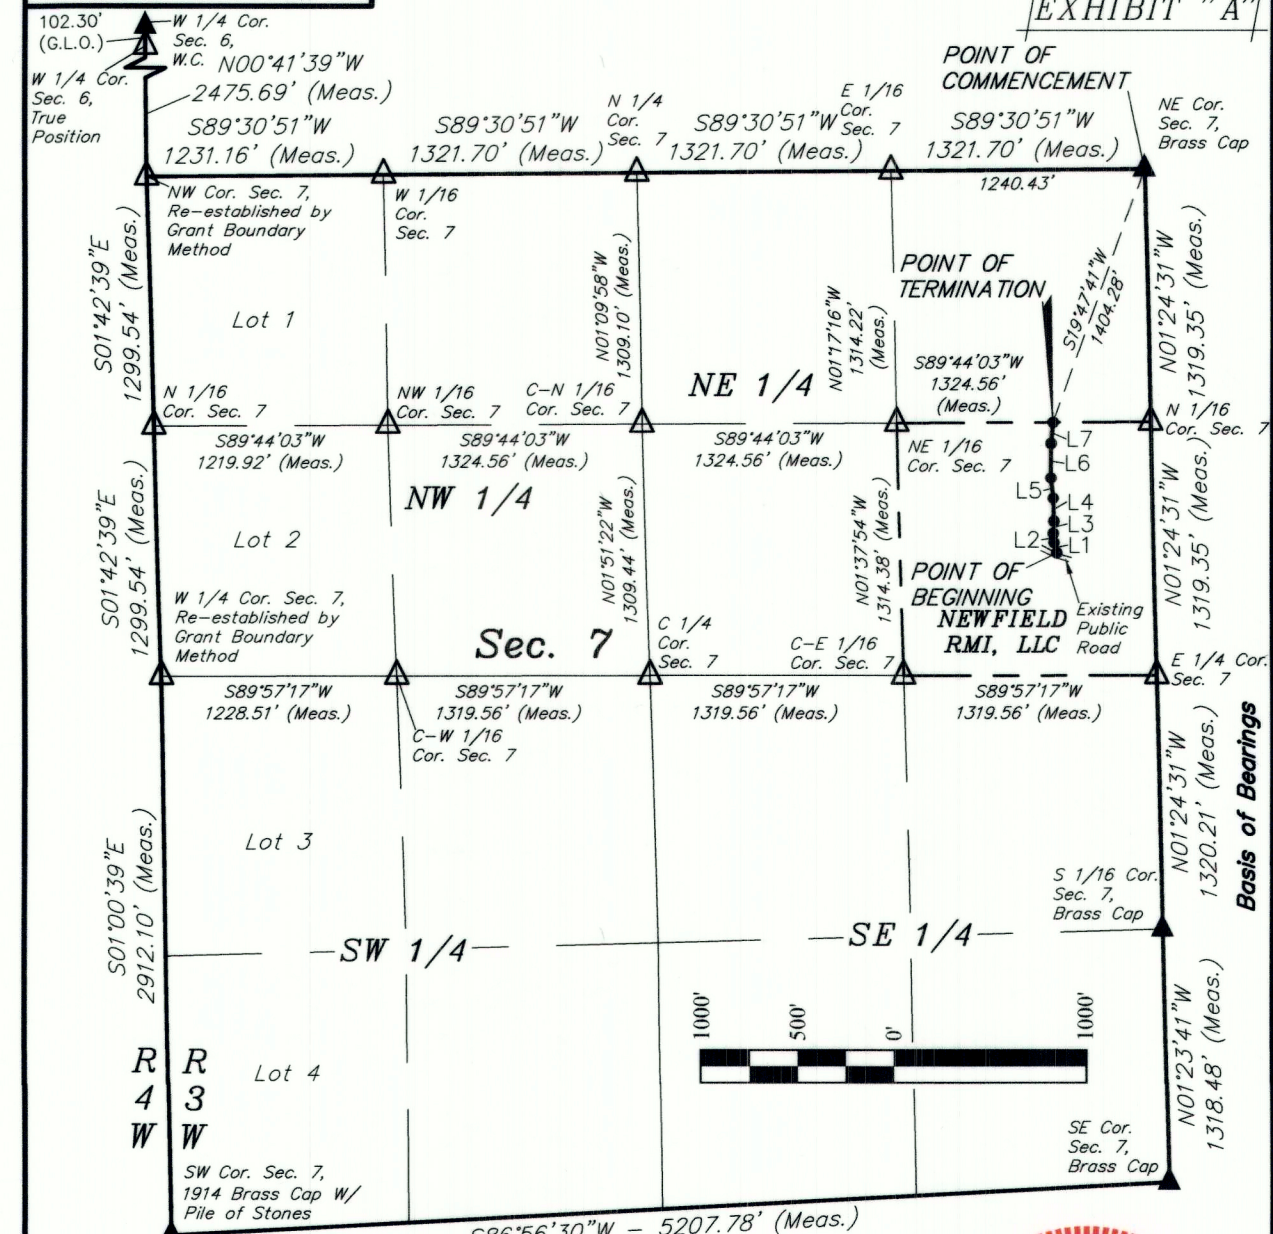 EXHIBIT "A"
102.30'
(G.L.O.)
W 1/4 Cor.
Sec. 6,
W.C.
W 1/4 Cor.
Sec. 6,
True
Position
N00°41'39"W
2475.69' (Meas.)
POINT OF
COMMENCEMENT
NE Cor.
Sec. 7,
Brass Cap
S89°30'51"W
1231.16' (Meas.)
S89°30'51"W
1321.70' (Meas.)
N 1/4
Cor.
Sec. 7
S89°30'51"W
1321.70' (Meas.)
E 1/16
Cor.
Sec. 7
S89°30'51"W
1321.70' (Meas.)
1240.43'
NW Cor. Sec. 7,
Re-established by
Grant Boundary
Method
W 1/16
Cor.
Sec. 7
S01°42'39"E
1299.54' (Meas.)
Lot 1
N01°09'58"W
1309.10' (Meas.)
N01°17'16"W
1314.22'
(Meas.)
POINT OF
TERMINATION
S19°47'41"W
1404.28'
N01°24'31"W
1319.35' (Meas.)
NE 1/4
S89°44'03"W
1324.56'
(Meas.)
N 1/16
Cor. Sec. 7
NW 1/16
Cor. Sec. 7
C-N 1/16
Cor. Sec. 7
N 1/16
Cor. Sec. 7
S89°44'03"W
1219.92' (Meas.)
S89°44'03"W
1324.56' (Meas.)
S89°44'03"W
1324.56' (Meas.)
NE 1/16
Cor. Sec. 7
L7
L6
L5
L4
L3
L2
L1
NW 1/4
S01°42'39"E
1299.54' (Meas.)
Lot 2
N01°51'22"W
1309.44' (Meas.)
N01°37'54"W
1314.38' (Meas.)
N01°24'31"W
1319.35' (Meas.)
POINT OF
BEGINNING
NEWFIELD
RMI, LLC
Existing
Public
Road
W 1/4 Cor. Sec. 7,
Re-established by
Grant Boundary
Method
Sec. 7
C 1/4
Cor.
Sec. 7
C-E 1/16
Cor. Sec. 7
E 1/4 Cor.
Sec. 7
S89°57'17"W
1228.51' (Meas.)
S89°57'17"W
1319.56' (Meas.)
S89°57'17"W
1319.56' (Meas.)
S89°57'17"W
1319.56' (Meas.)
C-W 1/16
Cor. Sec. 7
N01°24'31"W
1320.21' (Meas.)
Basis of Bearings
S01°00'39"E
2912.10' (Meas.)
Lot 3
S 1/16 Cor.
Sec. 7,
Brass Cap
SW 1/4
SE 1/4
1000'
500'
0'
1000'
N01°23'41"W
1318.48' (Meas.)
R R
4 3
W W
Lot 4
SE Cor.
Sec. 7,
Brass Cap
SW Cor. Sec. 7,
1914 Brass Cap W/
Pile of Stones
S86°56'30"W - 5207.78' (Meas.)